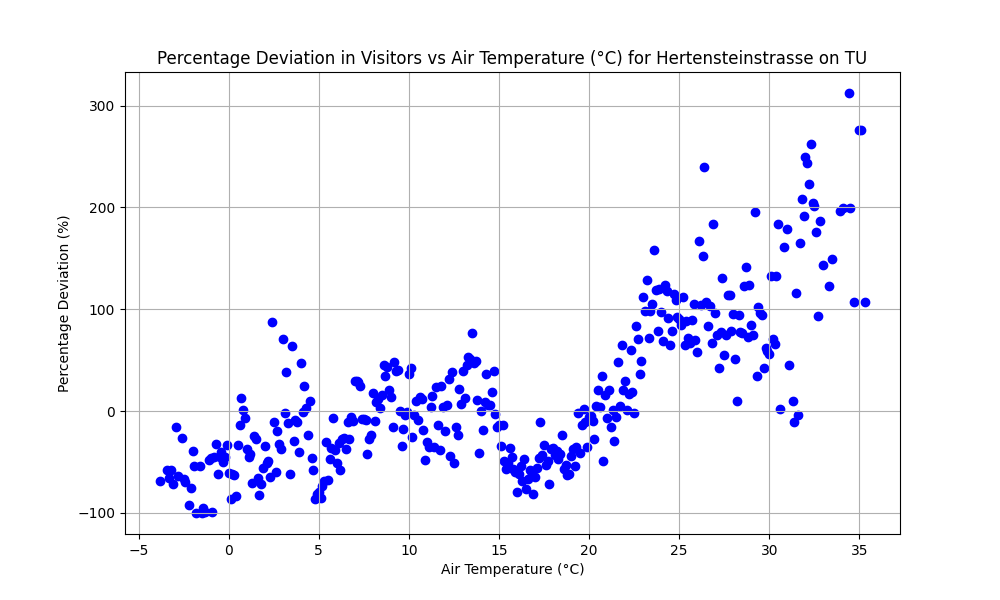 Percentage Deviation in Visitors vs Air Temperature (°C) for Hertensteinstrasse on TU
300
200
100
0
−100
Percentage Deviation (%)
−5 0 5 10 15 20 25 30 35
Air Temperature (°C)